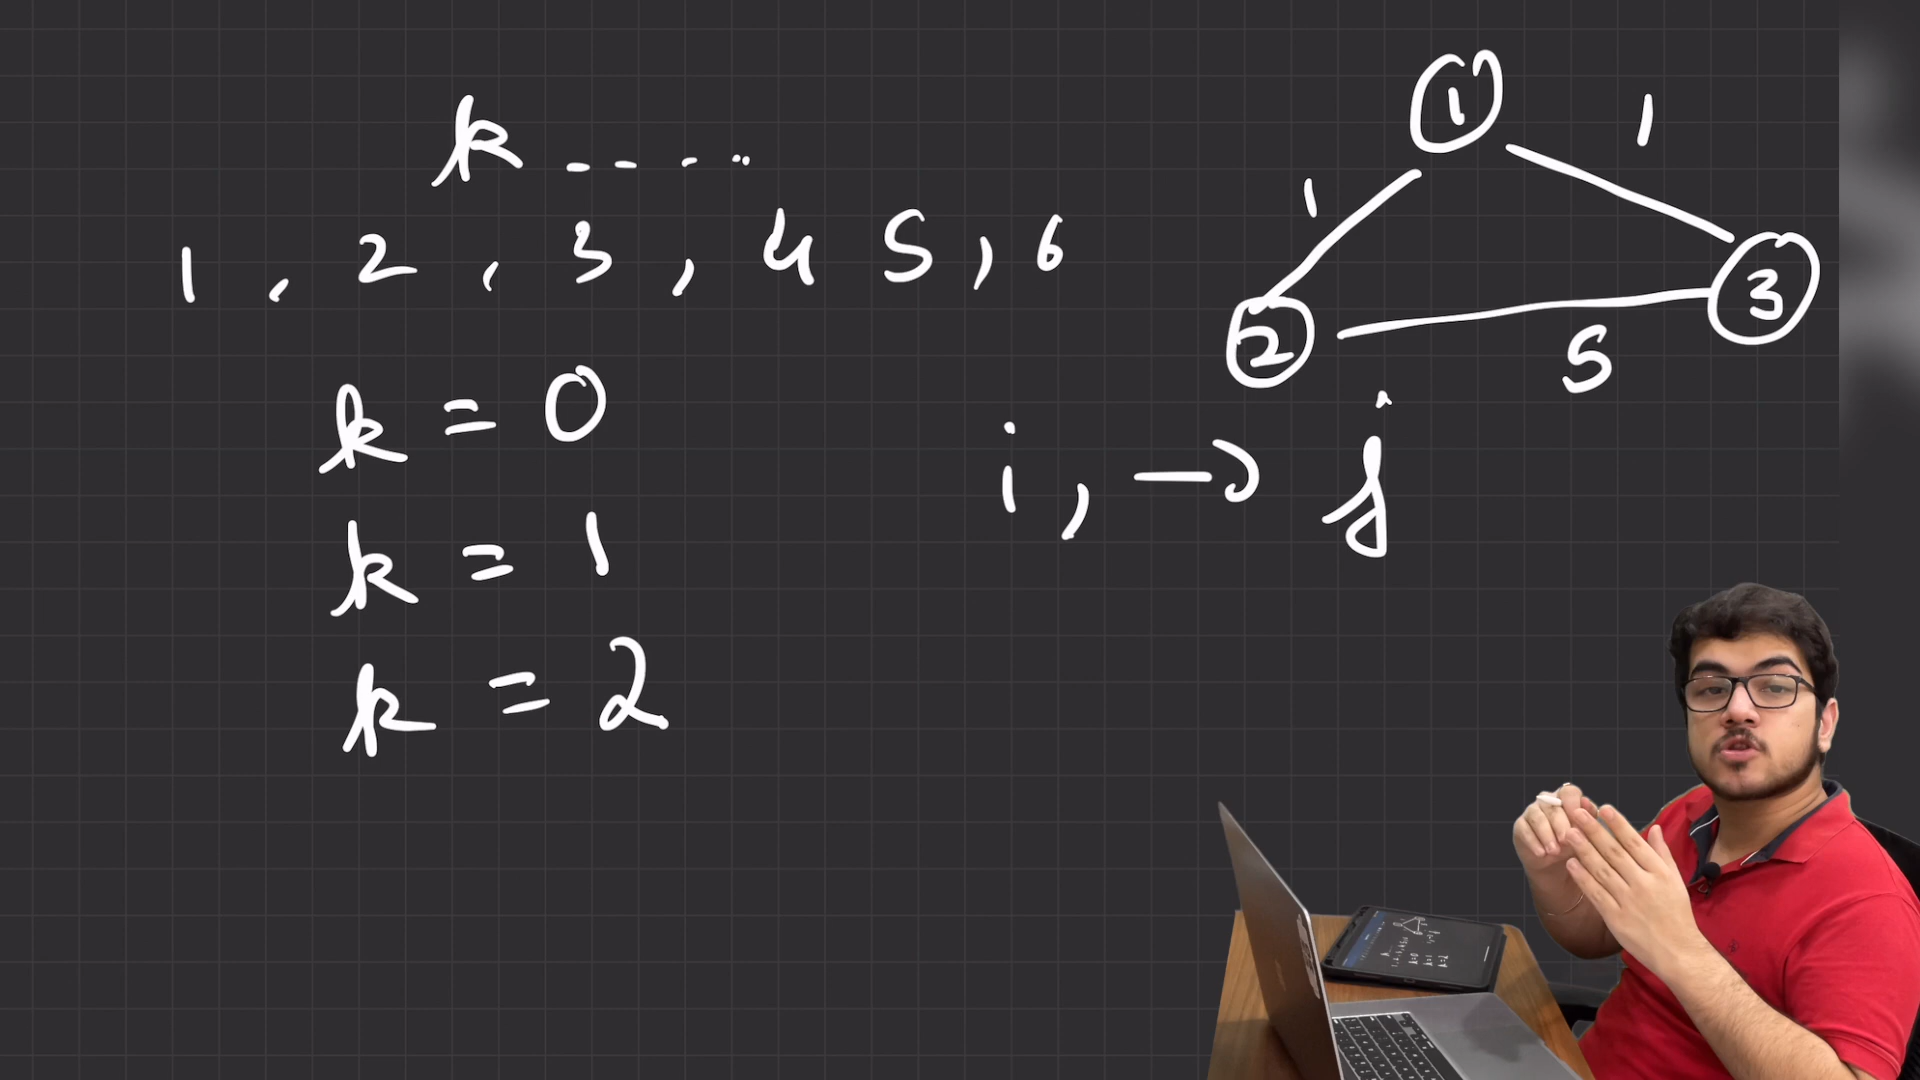 k - - - ..
1 , 2 , 3 , 4 5 , 6
k = 0
k = 1
k = 2
1
1
1
2
3
5
i , → j